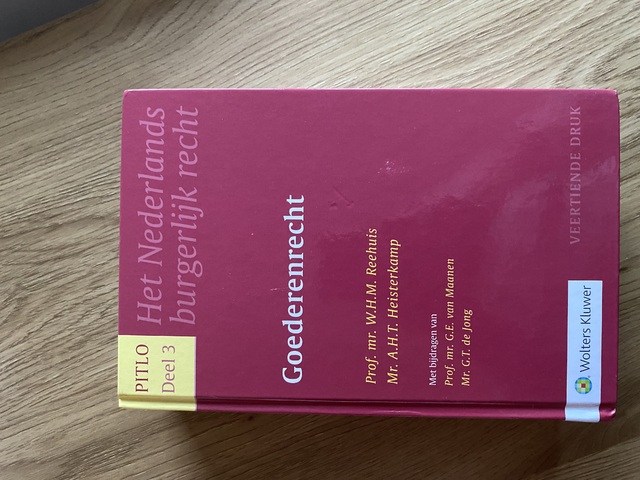 PITLO
Deel 3
Het Nederlands
burgerlijk recht
Goederenrecht
Prof. mr. W.H.M. Reehuis
Mr. A.H.T. Heisterkamp
Met bijdragen van
Prof. mr. G.E. van Maanen
Mr. G.T. de Jong
VEERTIENDE DRUK
Wolters Kluwer